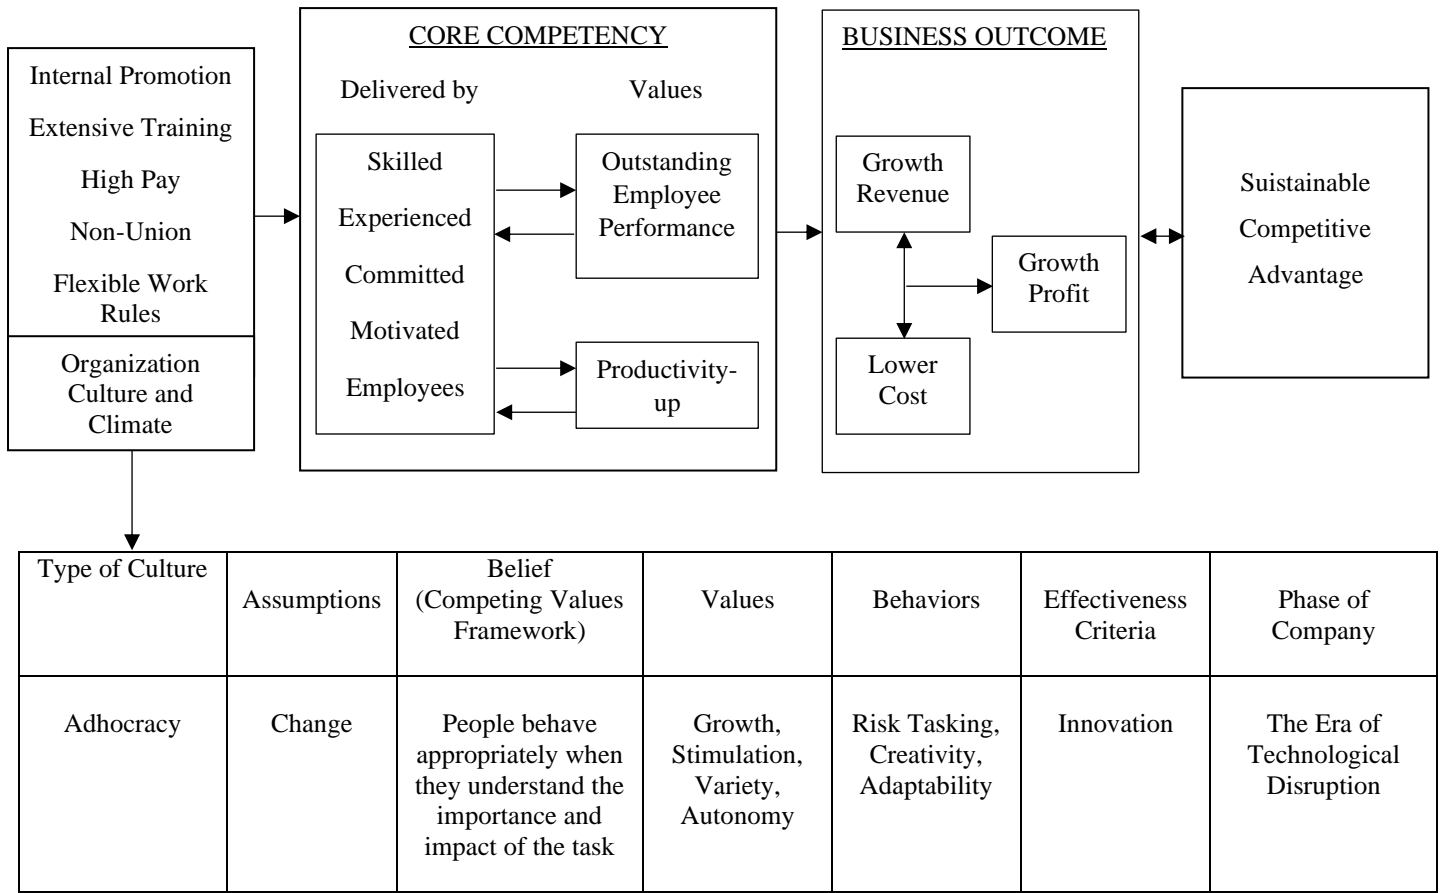 Internal Promotion
Extensive Training
High Pay
Non-Union
Flexible Work
Rules
Organization
Culture and
Climate
CORE COMPETENCY
Delivered by
Values
Skilled
Experienced
Committed
Motivated
Employees
Outstanding
Employee
Performance
Productivity-
up
BUSINESS OUTCOME
Growth
Revenue
Growth
Profit
Lower
Cost
Suistainable
Competitive
Advantage
Type of Culture
Assumptions
Belief
(Competing Values
Framework)
Values
Behaviors
Effectiveness
Criteria
Phase of
Company
Adhocracy
Change
People behave
appropriately when
they understand the
importance and
impact of the task
Growth,
Stimulation,
Variety,
Autonomy
Risk Tasking,
Creativity,
Adaptability
Innovation
The Era of
Technological
Disruption